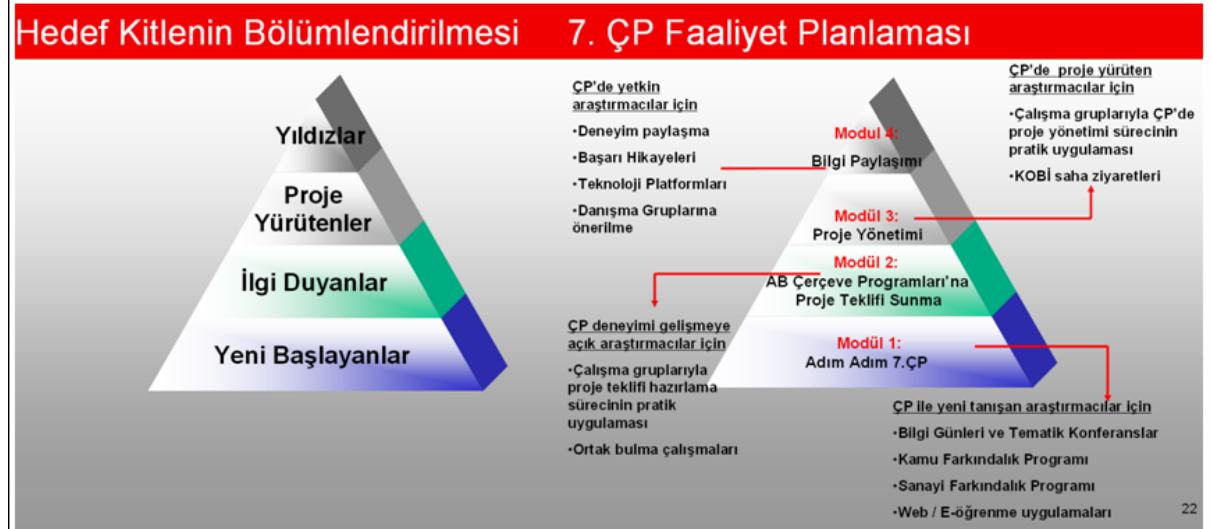 Hedef Kitlenin Bölümlendirilmesi
7. ÇP Faaliyet Planlaması
Yıldızlar
Proje
Yürütenler
İlgi Duyanlar
Yeni Başlayanlar
ÇP'de yetkin
araştırmacılar için
•Deneyim paylaşma
•Başarı Hikayeleri
•Teknoloji Platformları
•Danışma Gruplarına
önerilme
Modul 4:
Bilgi Paylaşımı
Modül 3:
Proje Yönetimi
Modül 2:
AB Çerçeve Programları'na
Proje Teklifi Sunma
Modül 1:
Adım Adım 7.ÇP
ÇP'de proje yürüten
araştırmacılar için
•Çalışma gruplarıyla ÇP'de
proje yönetimi sürecinin
pratik uygulaması
•KOBİ saha ziyaretleri
ÇP deneyimi gelişmeye
açık araştırmacılar için
•Çalışma gruplarıyla
proje teklifi hazırlama
sürecinin pratik
uygulaması
•Ortak bulma çalışmaları
ÇP ile yeni tanışan araştırmacılar için
•Bilgi Günleri ve Tematik Konferanslar
•Kamu Farkındalık Programı
•Sanayi Farkındalık Programı
•Web / E-öğrenme uygulamaları
22